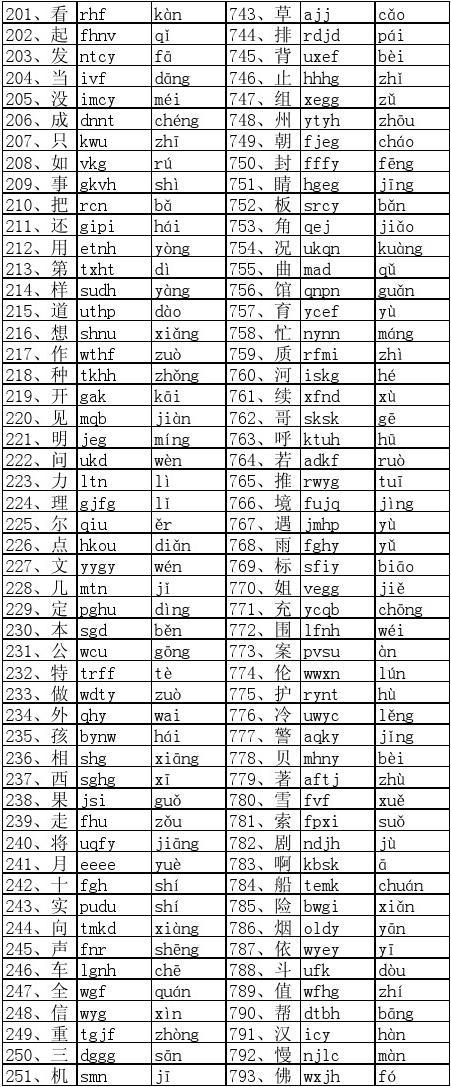 201、看 rhf kàn 743、草 ajj cǎo
202、起 fhnv qǐ 744、排 rdjd pái
203、发 ntcy fā 745、背 uxef bèi
204、当 ivf dāng 746、止 hhhg zhǐ
205、没 imcy méi 747、组 xegg zǔ
206、成 dnnt chéng 748、州 ytyh zhōu
207、只 kwu zhī 749、朝 fjeg cháo
208、如 vkg rú 750、封 fffy fēng
209、事 gkvh shì 751、睛 hgeg jīng
210、把 rcn bǎ 752、板 srcy bǎn
211、还 gipi hái 753、角 qej jiǎo
212、用 etnh yòng 754、况 ukqn kuàng
213、第 txht dì 755、曲 mad qǔ
214、样 sudh yàng 756、馆 qnpn guǎn
215、道 uthp dào 757、育 ycef yù
216、想 shnu xiǎng 758、忙 nynn máng
217、作 wthf zuò 759、质 rfmi zhì
218、种 tkhh zhǒng 760、河 iskg hé
219、开 gak kāi 761、续 xfnd xù
220、见 mqb jiàn 762、哥 sksk gē
221、明 jeg míng 763、呼 ktuh hū
222、问 ukd wèn 764、若 adkf ruò
223、力 ltn lì 765、推 rwyg tuī
224、理 gjfg lǐ 766、境 fujq jìng
225、尔 qiu ěr 767、遇 jmhp yù
226、点 hkou diǎn 768、雨 fghy yǔ
227、文 yygy wén 769、标 sfiy biāo
228、几 mtn jǐ 770、姐 vegg jiě
229、定 pghu dìng 771、充 ycqb chōng
230、本 sgd běn 772、围 lfnh wéi
231、公 wcu gōng 773、案 pvsu àn
232、特 trff tè 774、伦 wwxn lún
233、做 wdty zuò 775、护 rynt hù
234、外 qhy wai 776、冷 uwyc lěng
235、孩 bynw hái 777、警 aqky jǐng
236、相 shg xiāng 778、贝 mhny bèi
237、西 sghg xī 779、著 aftj zhù
238、果 jsi guǒ 780、雪 fvf xuě
239、走 fhu zǒu 781、索 fpxi suǒ
240、将 uqfy jiāng 782、剧 ndjh jù
241、月 eeee yuè 783、啊 kbsk ā
242、十 fgh shí 784、船 temk chuán
243、实 pudu shí 785、险 bwgi xiǎn
244、向 tmkd xiàng 786、烟 oldy yān
245、声 fnr shēng 787、依 wyey yī
246、车 lgnh chē 788、斗 ufk dòu
247、全 wgf quán 789、值 wfhg zhí
248、信 wyg xìn 790、帮 dtbh bāng
249、重 tgjf zhòng 791、汉 icy hàn
250、三 dggg sān 792、慢 njlc màn
251、机 smn jī 793、佛 wxjh fó